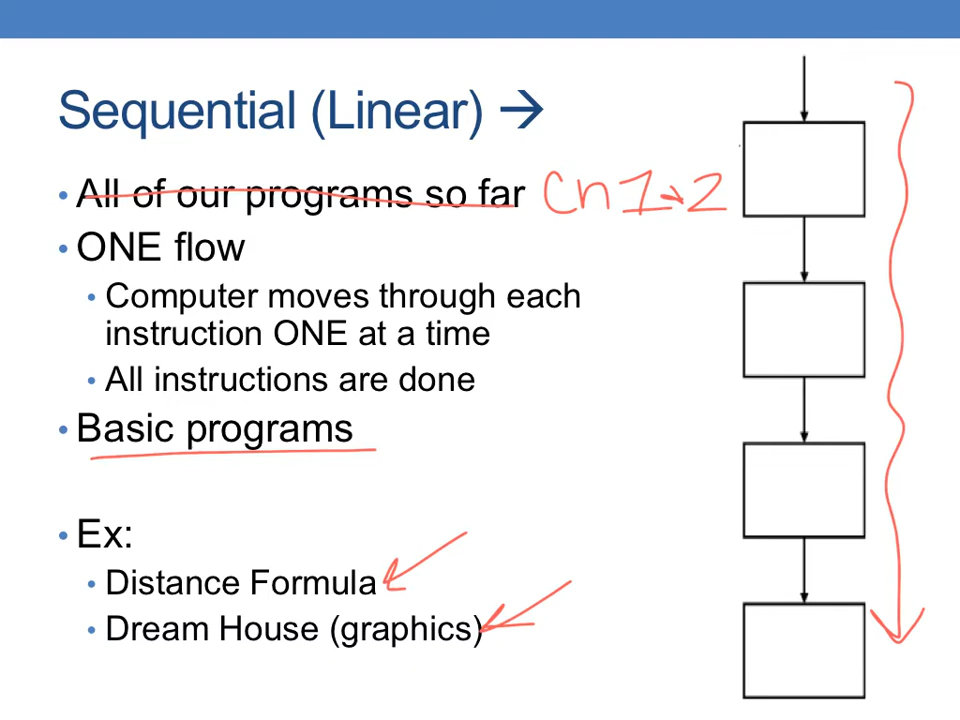 Sequential (Linear) →
• All of our programs so far Ch 1→2
• ONE flow
• Computer moves through each
instruction ONE at a time
• All instructions are done
• Basic programs
• Ex:
• Distance Formula
• Dream House (graphics)